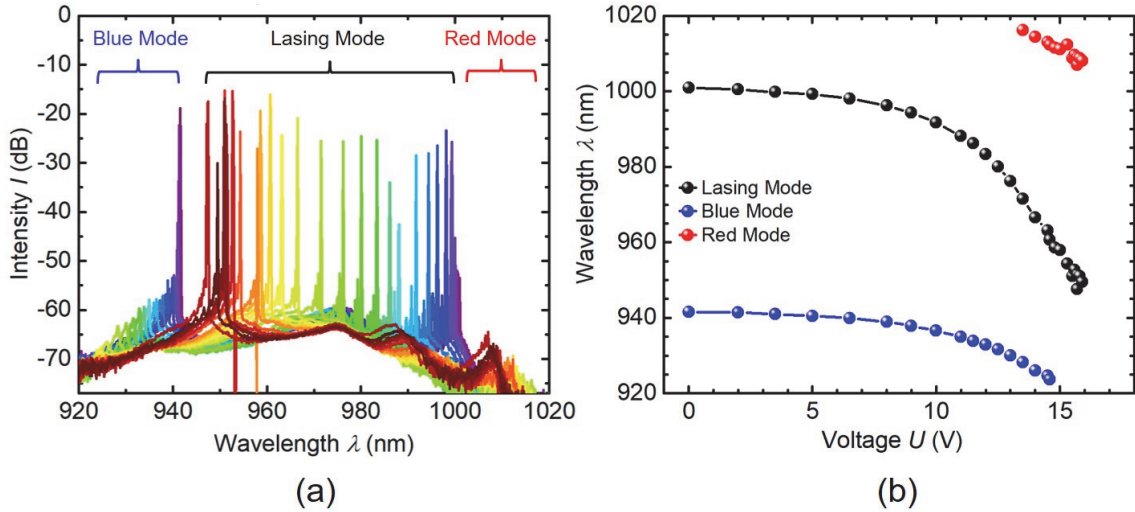 0
-10
-20
-30
-40
-50
-60
-70
Intensity I (dB)
Blue Mode Lasing Mode Red Mode
920 940 960 980 1000 1020
Wavelength λ (nm)
(a)
1020
1000
980
960
940
920
Wavelength λ (nm)
Lasing Mode
Blue Mode
Red Mode
0 5 10 15
Voltage U (V)
(b)